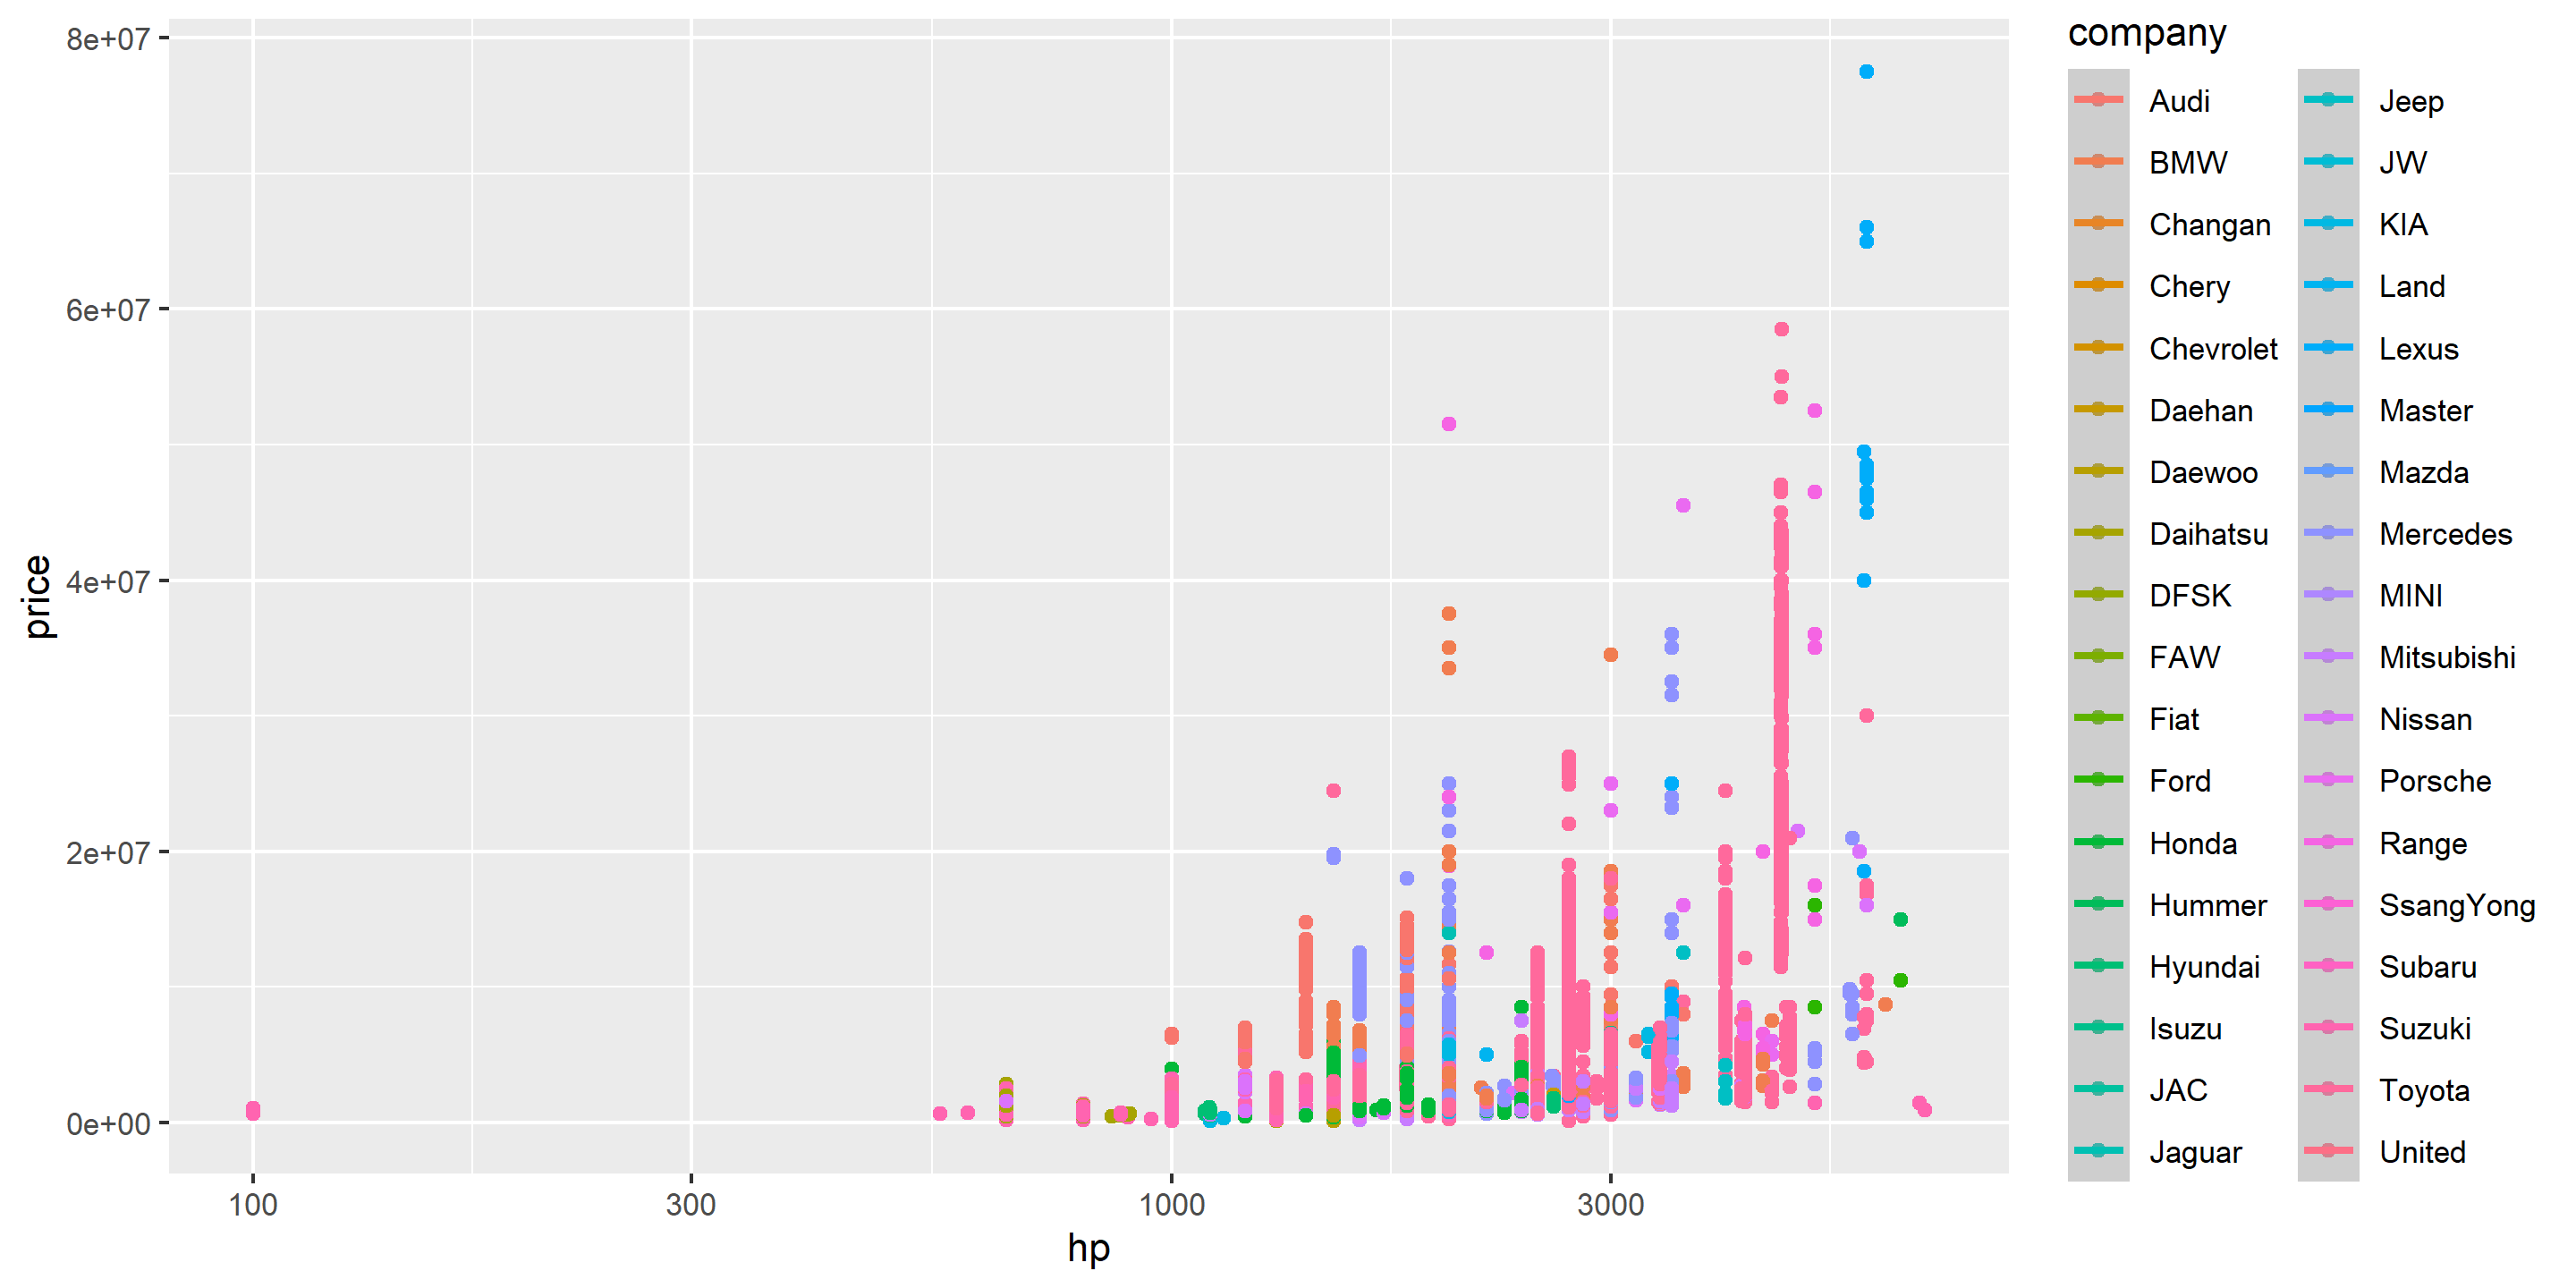 company
8e+07
6e+07
4e+07
2e+07
0e+00
price
100
300
1000
3000
hp
Audi
BMW
Changan
Chery
Chevrolet
Daehan
Daewoo
Daihatsu
DFSK
FAW
Fiat
Ford
Honda
Hummer
Hyundai
Isuzu
JAC
Jaguar
Jeep
JW
KIA
Land
Lexus
Master
Mazda
Mercedes
MINI
Mitsubishi
Nissan
Porsche
Range
SsangYong
Subaru
Suzuki
Toyota
United